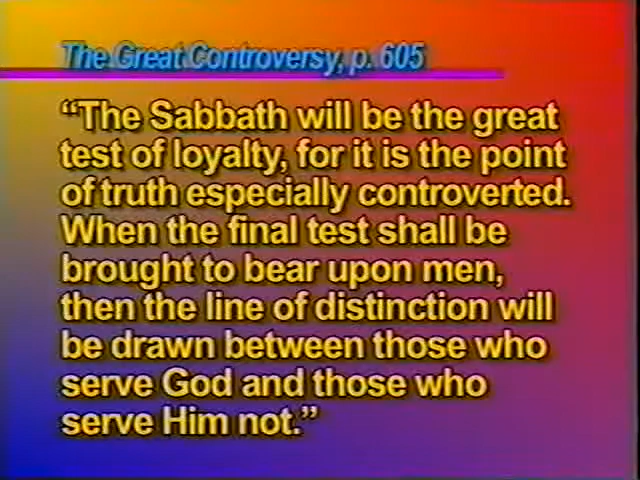 The Great Controversy, p. 605
“The Sabbath will be the great
test of loyalty, for it is the point
of truth especially controverted.
When the final test shall be
brought to bear upon men,
then the line of distinction will
be drawn between those who
serve God and those who
serve Him not.”